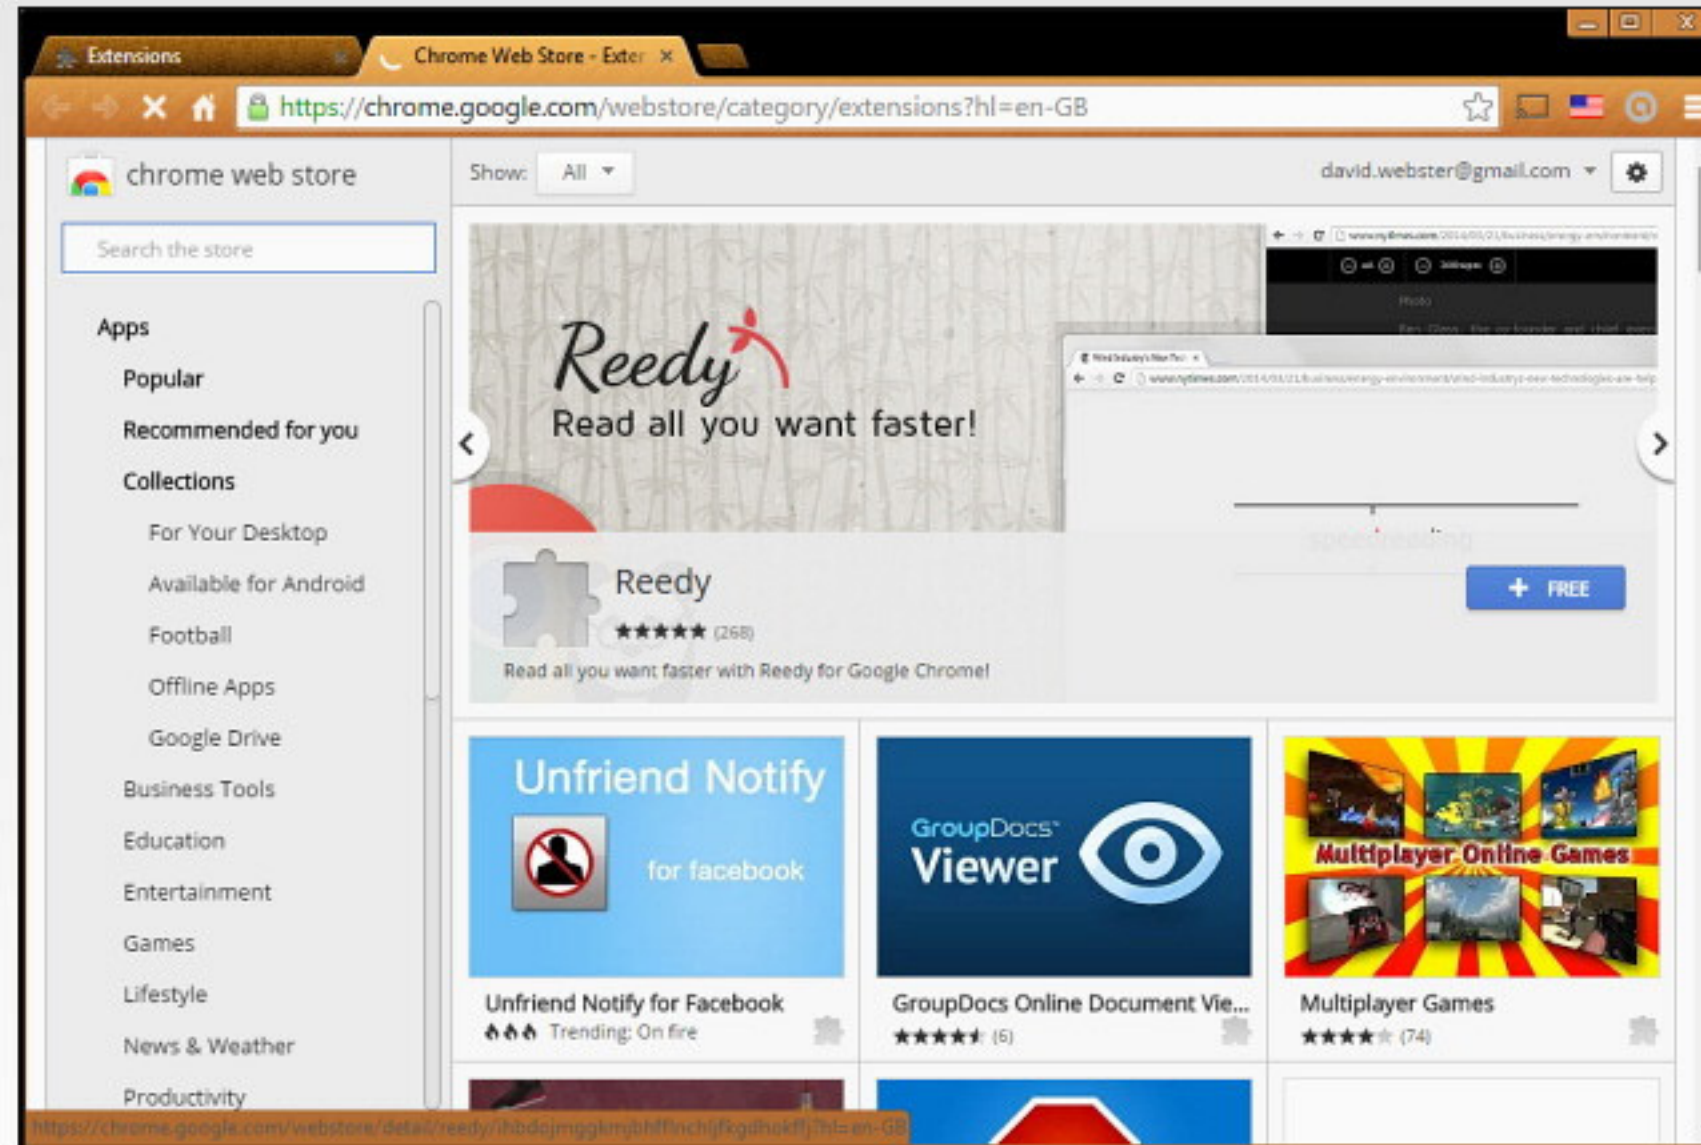 Extensions
Chrome Web Store - Exter
https://chrome.google.com/webstore/category/extensions?hl=en-GB
chrome web store
Show:
All
david.webster@gmail.com
Search the store
Apps
Popular
Recommended for you
Collections
For Your Desktop
Available for Android
Football
Offline Apps
Google Drive
Business Tools
Education
Entertainment
Games
Lifestyle
News & Weather
Productivity
Reedy
Read all you want faster!
Photo
speedreading
Reedy
(268)
Read all you want faster with Reedy for Google Chrome!
+ FREE
Unfriend Notify
for facebook
Unfriend Notify for Facebook
Trending: On fire
GroupDocs
Viewer
GroupDocs Online Document Vie...
(6)
Multiplayer Online Games
Multiplayer Games
(74)